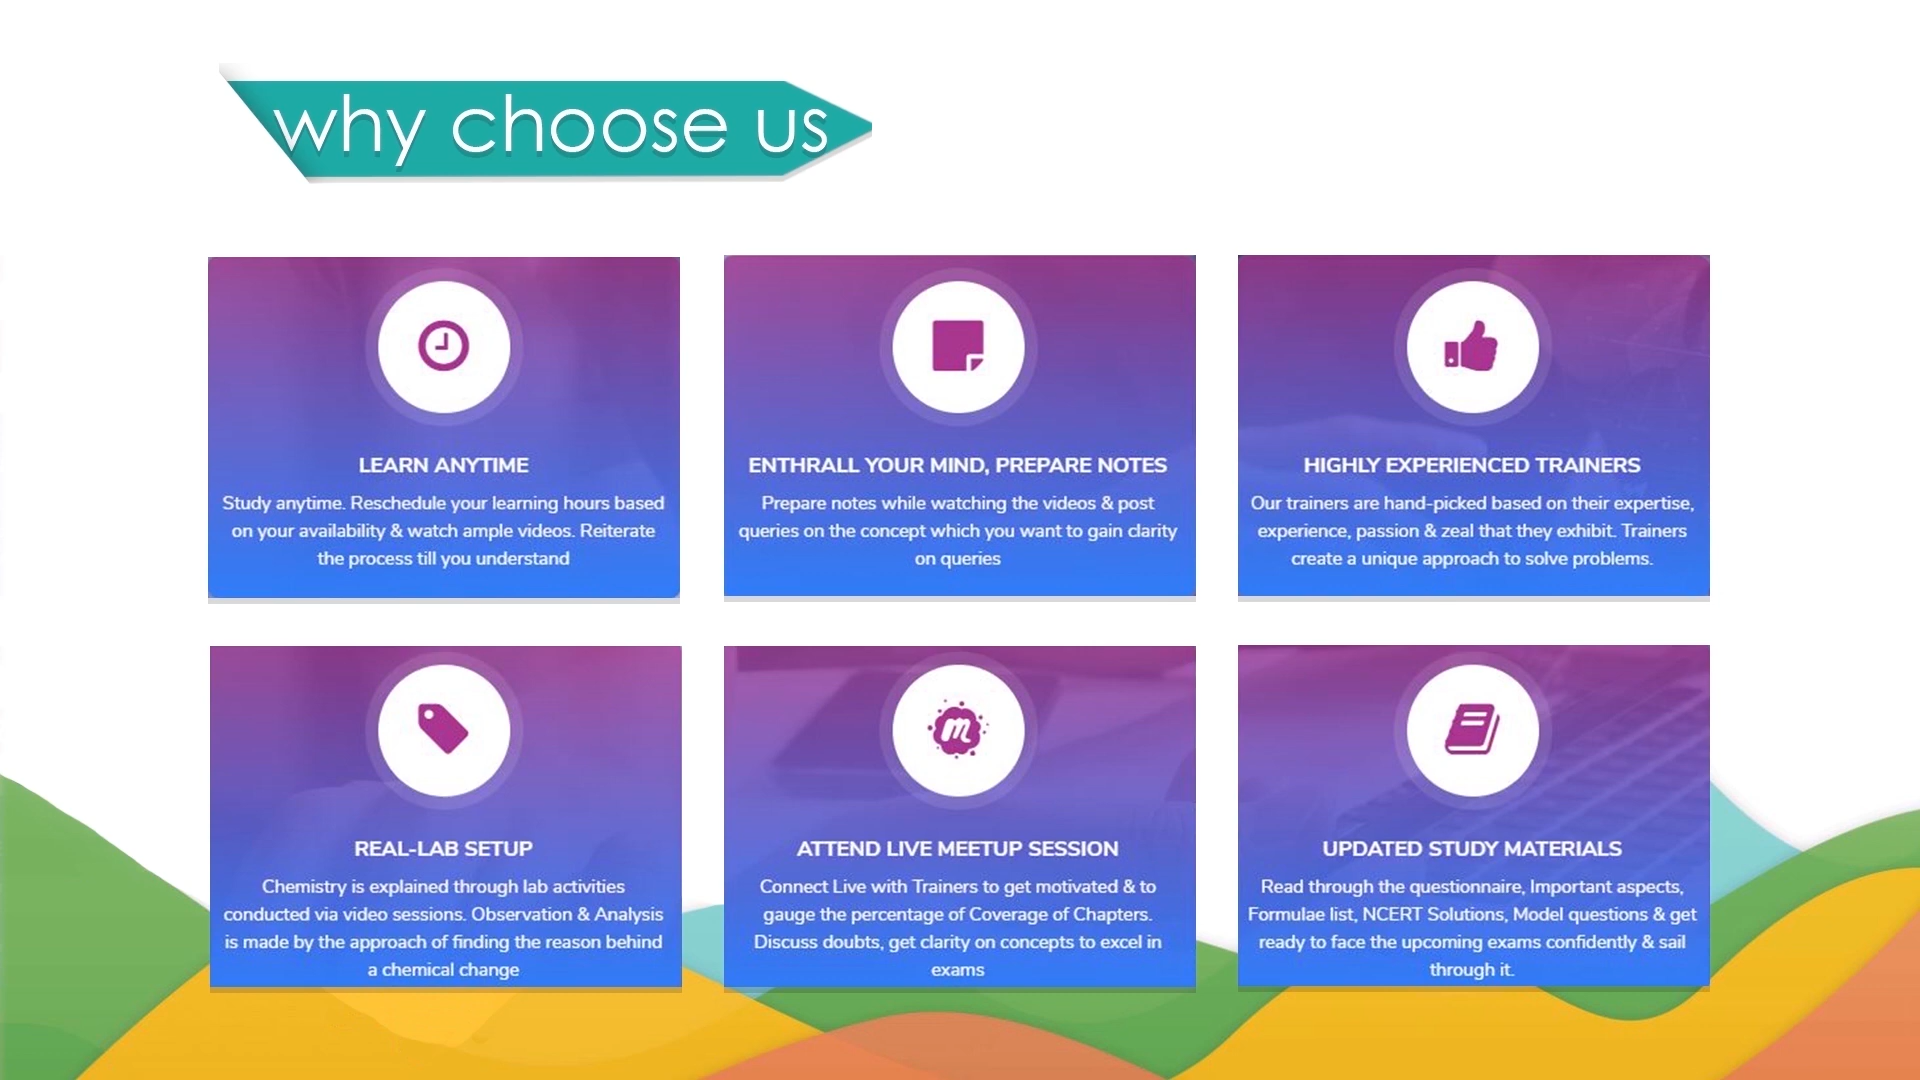 why choose us
LEARN ANYTIME
Study anytime. Reschedule your learning hours based
on your availability & watch ample videos. Reiterate
the process till you understand
ENTHRALL YOUR MIND, PREPARE NOTES
Prepare notes while watching the videos & post
queries on the concept which you want to gain clarity
on queries
HIGHLY EXPERIENCED TRAINERS
Our trainers are hand-picked based on their expertise,
experience, passion & zeal that they exhibit. Trainers
create a unique approach to solve problems.
REAL-LAB SETUP
Chemistry is explained through lab activities
conducted via video sessions. Observation & Analysis
is made by the approach of finding the reason behind
a chemical change
m
ATTEND LIVE MEETUP SESSION
Connect Live with Trainers to get motivated & to
gauge the percentage of Coverage of Chapters.
Discuss doubts, get clarity on concepts to excel in
exams
UPDATED STUDY MATERIALS
Read through the questionnaire, Important aspects,
Formulae list, NCERT Solutions, Model questions & get
ready to face the upcoming exams confidently & sail
through it.